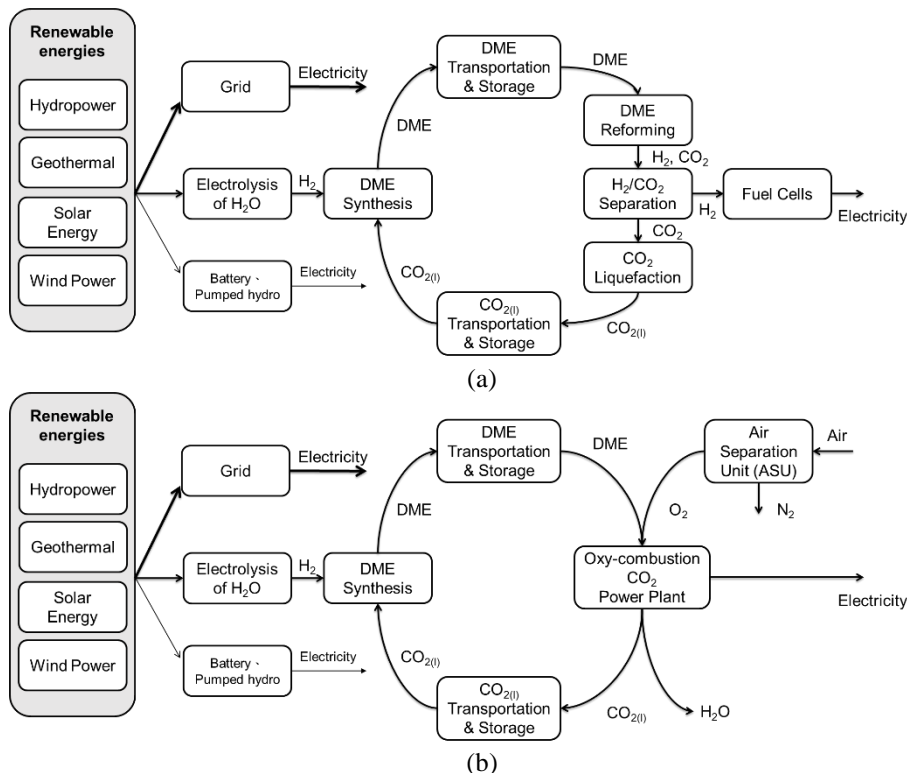 Renewable
energies
Hydropower
Geothermal
Solar
Energy
Wind Power
Grid
Electricity
Electrolysis
of H₂O
H₂
Battery、
Pumped hydro
Electricity
DME
Synthesis
DME
DME
Transportation
& Storage
DME
DME
Reforming
H₂, CO₂
H₂/CO₂
Separation
H₂
Fuel Cells
Electricity
CO₂
CO₂
Liquefaction
CO₂₍ₗ₎
CO₂₍ₗ₎
Transportation
& Storage
CO₂₍ₗ₎
(a)
Renewable
energies
Hydropower
Geothermal
Solar
Energy
Wind Power
Grid
Electricity
Electrolysis
of H₂O
H₂
Battery、
Pumped hydro
Electricity
DME
Synthesis
DME
DME
Transportation
& Storage
DME
Air
Separation
Unit (ASU)
Air
N₂
O₂
Oxy-combustion
CO₂
Power Plant
Electricity
H₂O
CO₂₍ₗ₎
CO₂₍ₗ₎
Transportation
& Storage
CO₂₍ₗ₎
(b)